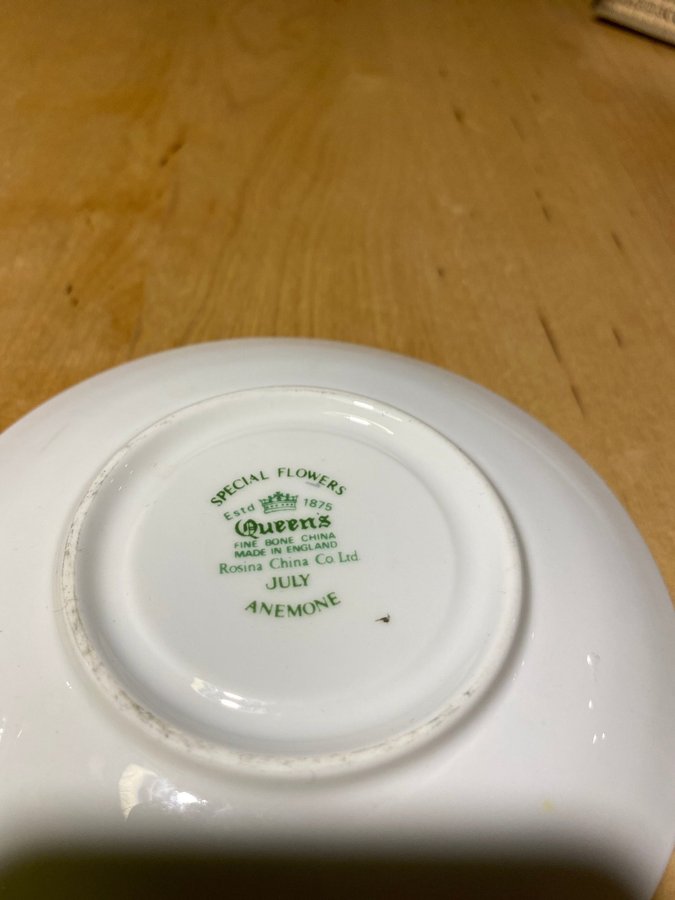 SPECIAL FLOWERS
Estd 1875
Queen's
FINE BONE CHINA
MADE IN ENGLAND
Rosina China Co. Ltd.
JULY
ANEMONE